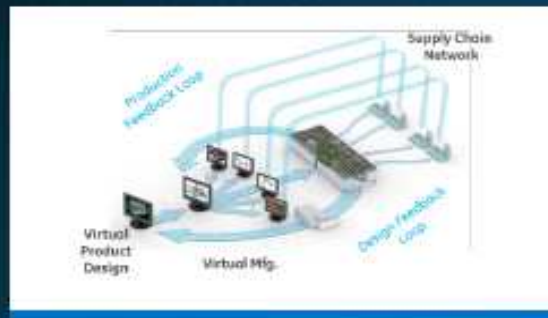 Supply Chain
Network
Production
Feedback Loop
Design Feedback
Loop
Virtual
Product
Design
Virtual Mfg.